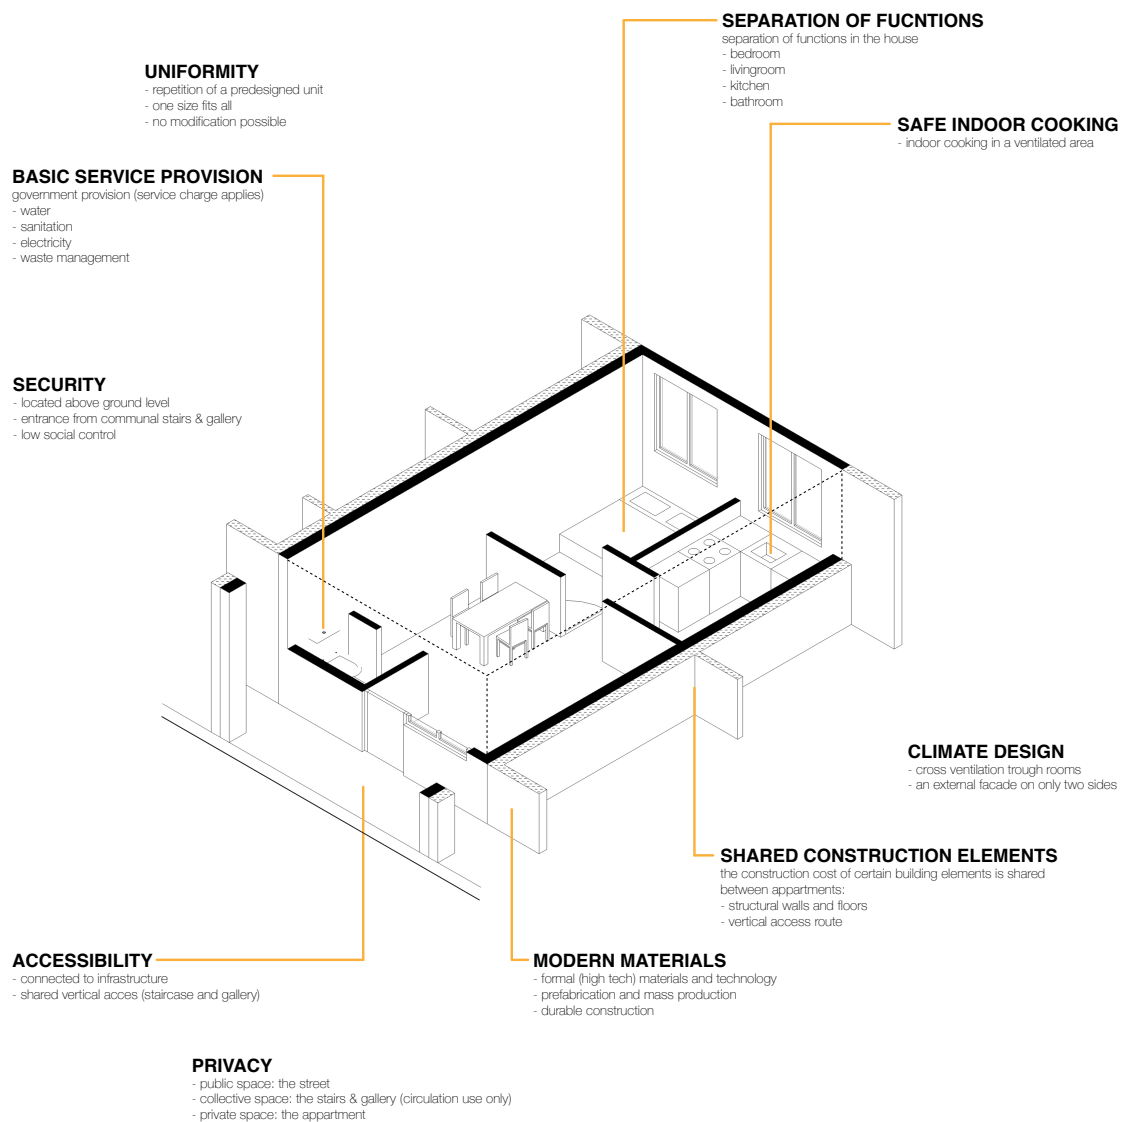 SEPARATION OF FUCNTIONS
separation of functions in the house
- bedroom
- livingroom
- kitchen
- bathroom
UNIFORMITY
- repetition of a predesigned unit
- one size fits all
- no modification possible
SAFE INDOOR COOKING
- indoor cooking in a ventilated area
BASIC SERVICE PROVISION
government provision (service charge applies)
- water
- sanitation
- electricity
- waste management
SECURITY
- located above ground level
- entrance from communal stairs & gallery
- low social control
CLIMATE DESIGN
- cross ventilation trough rooms
- an external facade on only two sides
SHARED CONSTRUCTION ELEMENTS
the construction cost of certain building elements is shared
between appartments:
- structural walls and floors
- vertical access route
ACCESSIBILITY
- connected to infrastructure
- shared vertical acces (staircase and gallery)
MODERN MATERIALS
- formal (high tech) materials and technology
- prefabrication and mass production
- durable construction
PRIVACY
- public space: the street
- collective space: the stairs & gallery (circulation use only)
- private space: the appartment